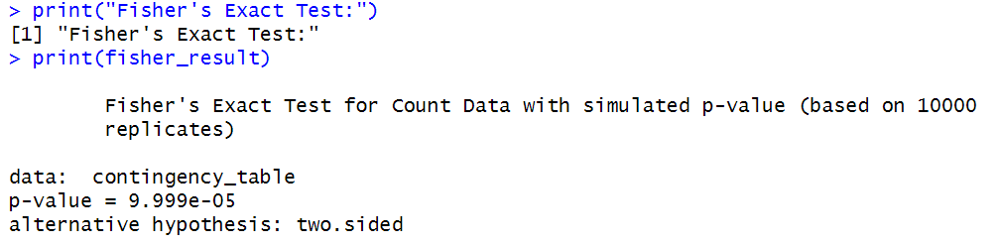 > print("Fisher's Exact Test:")
[1] "Fisher's Exact Test:"
> print(fisher_result)
Fisher's Exact Test for Count Data with simulated p-value (based on 10000
replicates)
data:  contingency_table
p-value = 9.999e-05
alternative hypothesis: two.sided